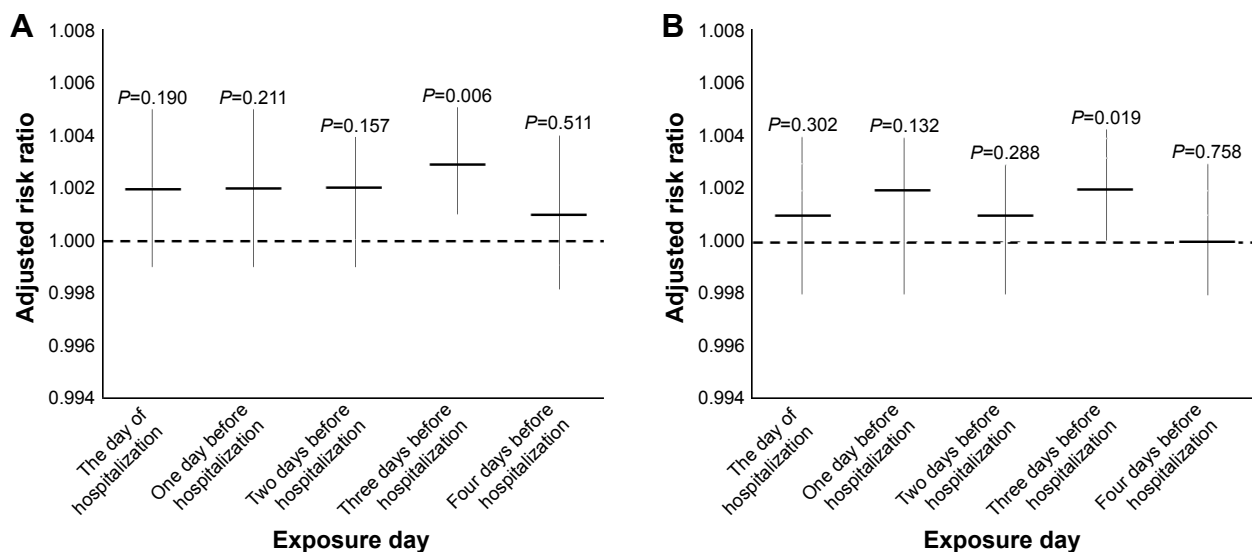 A
Adjusted risk ratio
1.008
1.006
1.004
1.002
1.000
0.998
0.996
0.994
P=0.190
P=0.211
P=0.157
P=0.006
P=0.511
The day of
hospitalization
One day before
hospitalization
Two days before
hospitalization
Three days before
hospitalization
Four days before
hospitalization
Exposure day
B
Adjusted risk ratio
1.008
1.006
1.004
1.002
1.000
0.998
0.996
0.994
P=0.302
P=0.132
P=0.288
P=0.019
P=0.758
The day of
hospitalization
One day before
hospitalization
Two days before
hospitalization
Three days before
hospitalization
Four days before
hospitalization
Exposure day